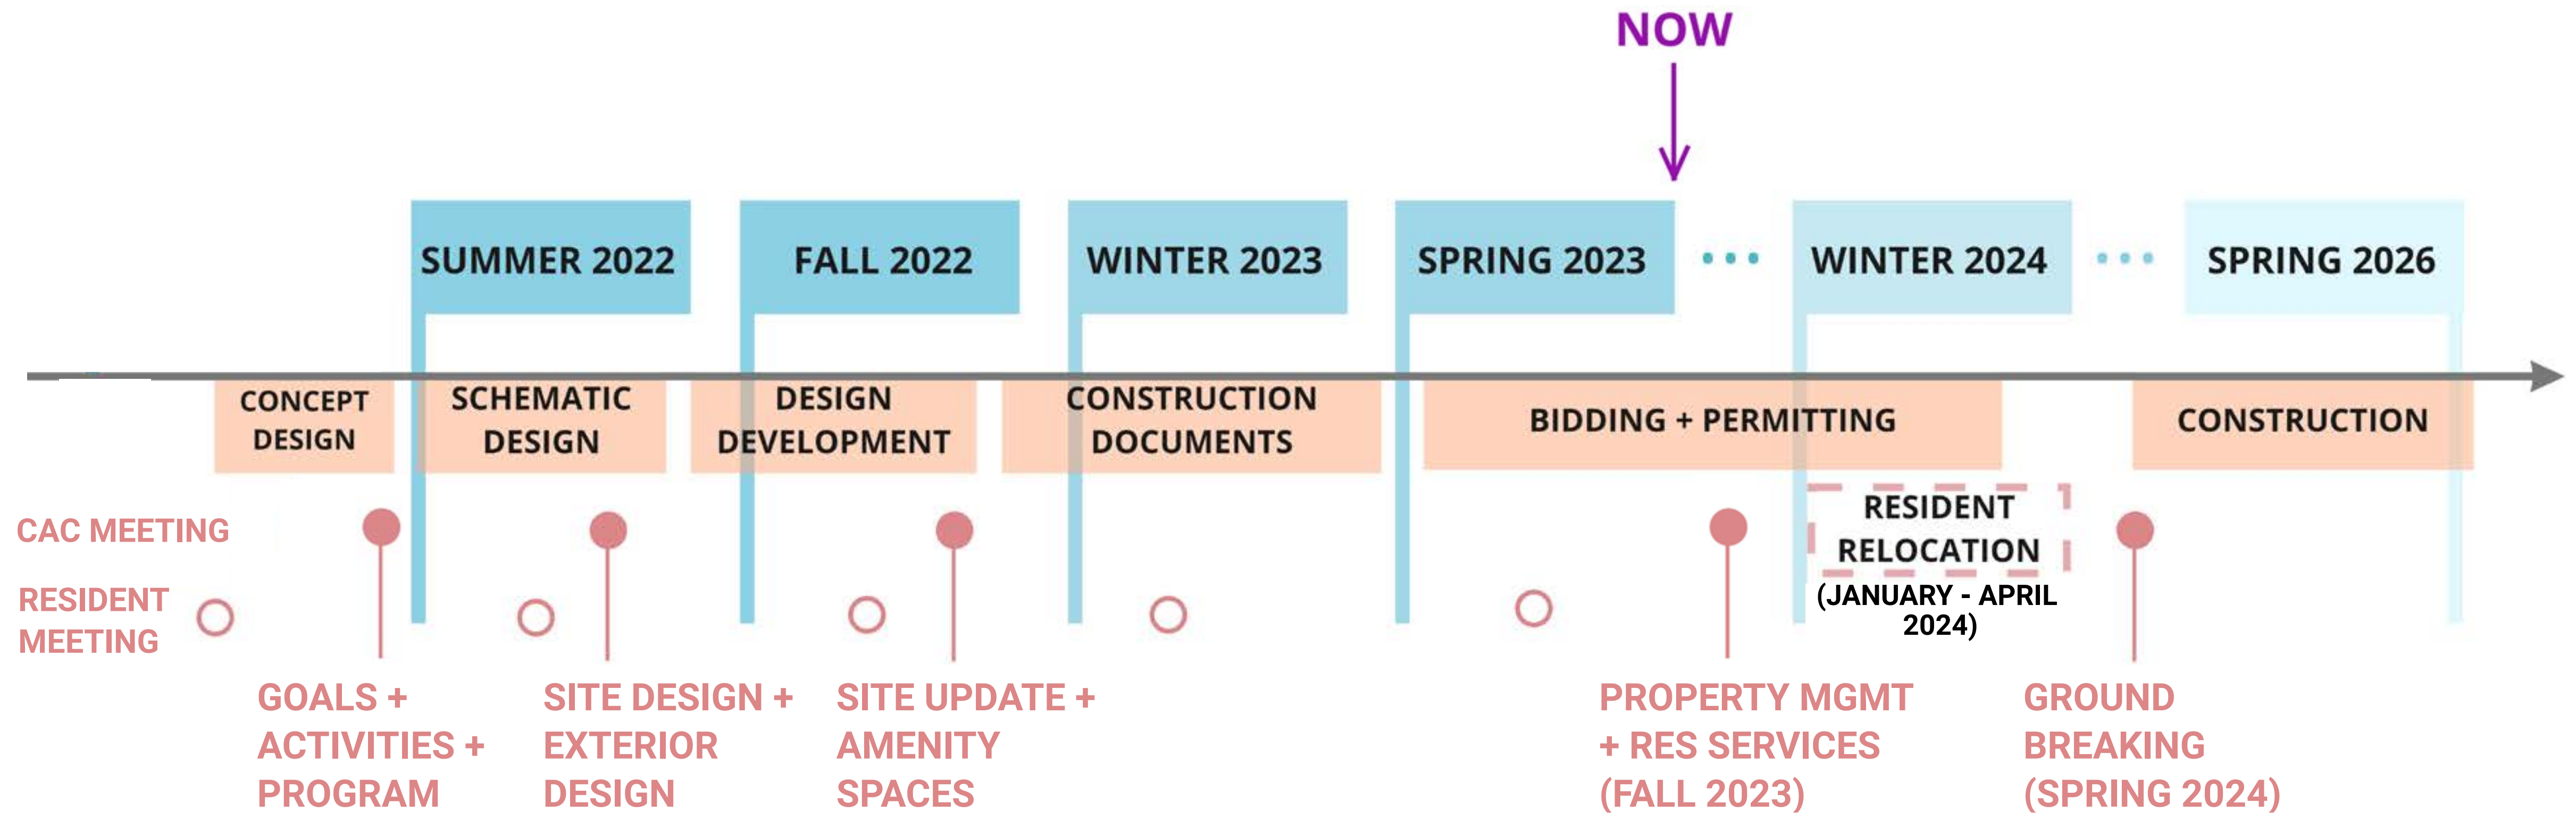 NOW
SUMMER 2022
FALL 2022
WINTER 2023
SPRING 2023
WINTER 2024
SPRING 2026
CONCEPT
DESIGN
SCHEMATIC
DESIGN
DESIGN
DEVELOPMENT
CONSTRUCTION
DOCUMENTS
BIDDING + PERMITTING
CONSTRUCTION
RESIDENT
RELOCATION
(JANUARY - APRIL
2024)
CAC MEETING
RESIDENT
MEETING
GOALS +
ACTIVITIES +
PROGRAM
SITE DESIGN +
EXTERIOR
DESIGN
SITE UPDATE +
AMENITY
SPACES
PROPERTY MGMT
+ RES SERVICES
(FALL 2023)
GROUND
BREAKING
(SPRING 2024)